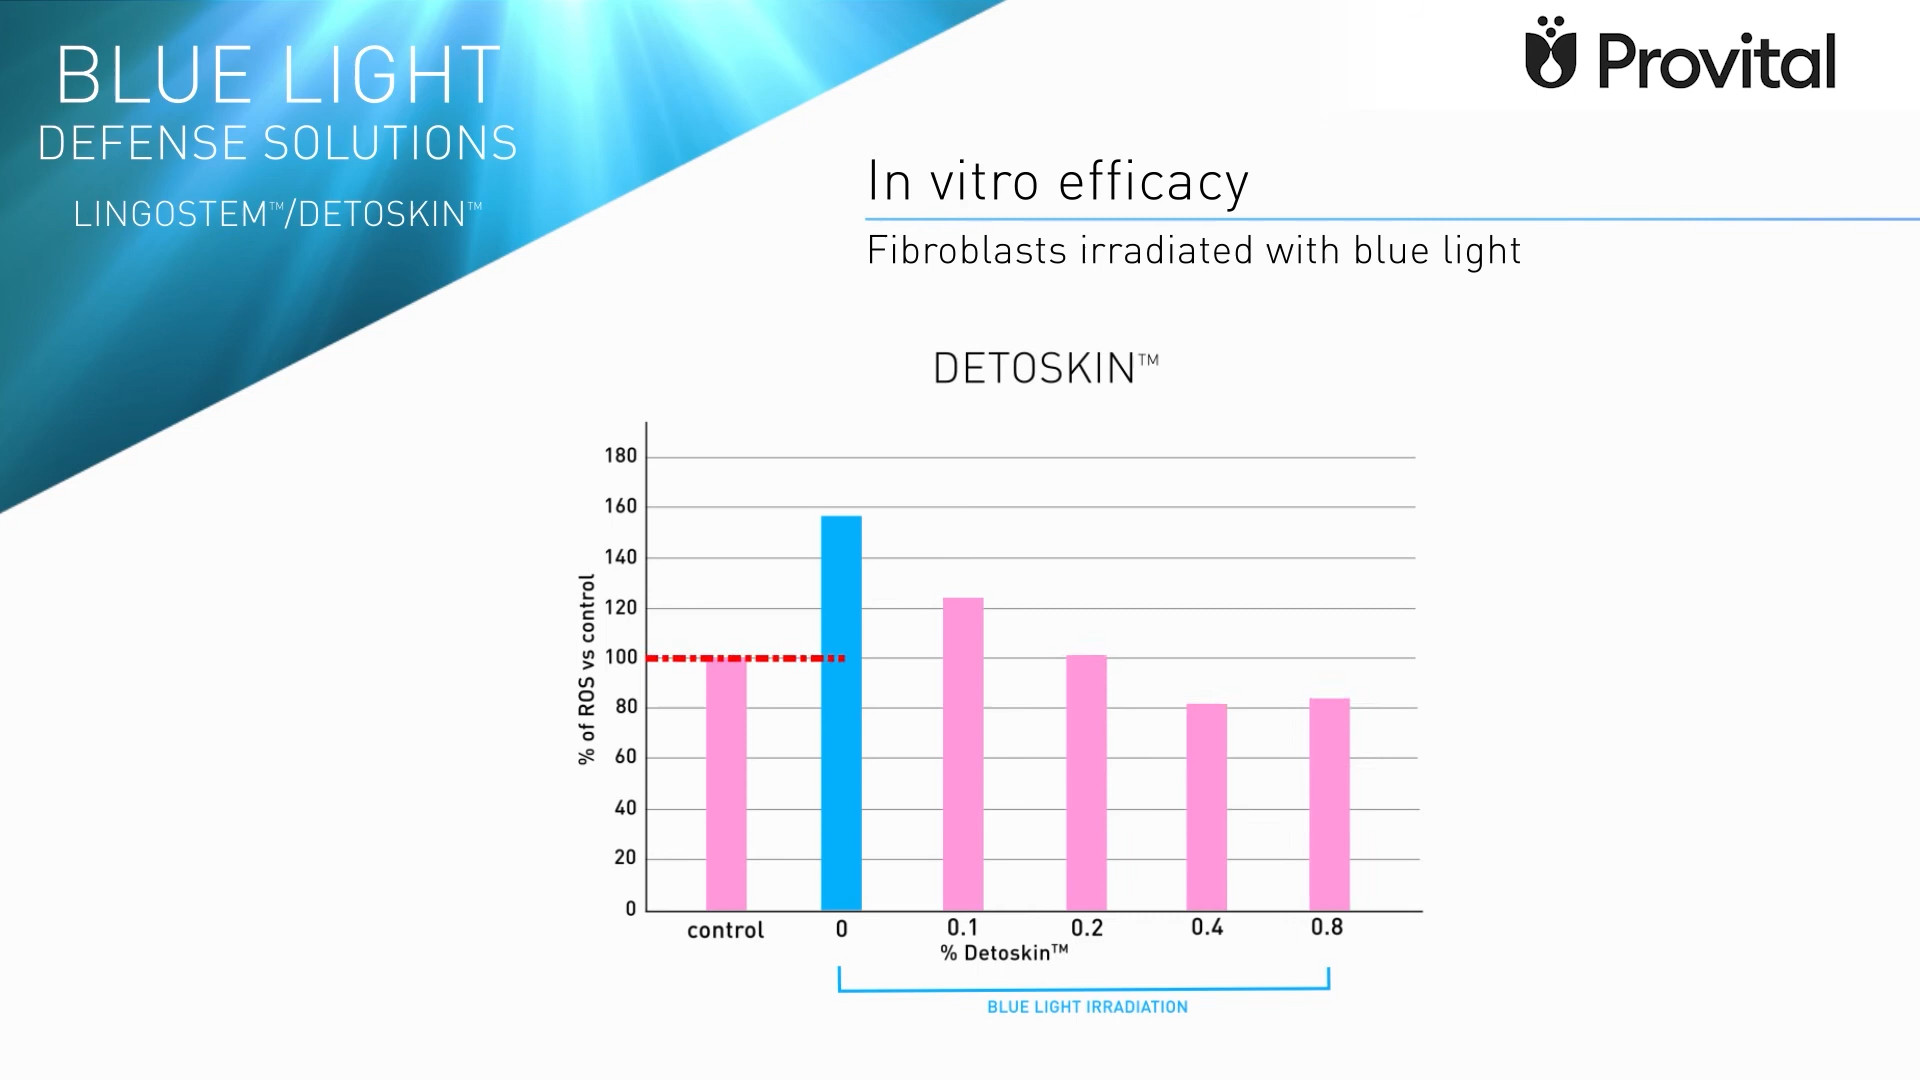 BLUE LIGHT
DEFENSE SOLUTIONS
LINGOSTEM™/DETOSKIN™
Provital
In vitro efficacy
Fibroblasts irradiated with blue light
DETOSKIN™
% of ROS vs control
180
160
140
120
100
80
60
40
20
0
control 0 0.1 0.2 0.4 0.8
% Detoskin™
BLUE LIGHT IRRADIATION